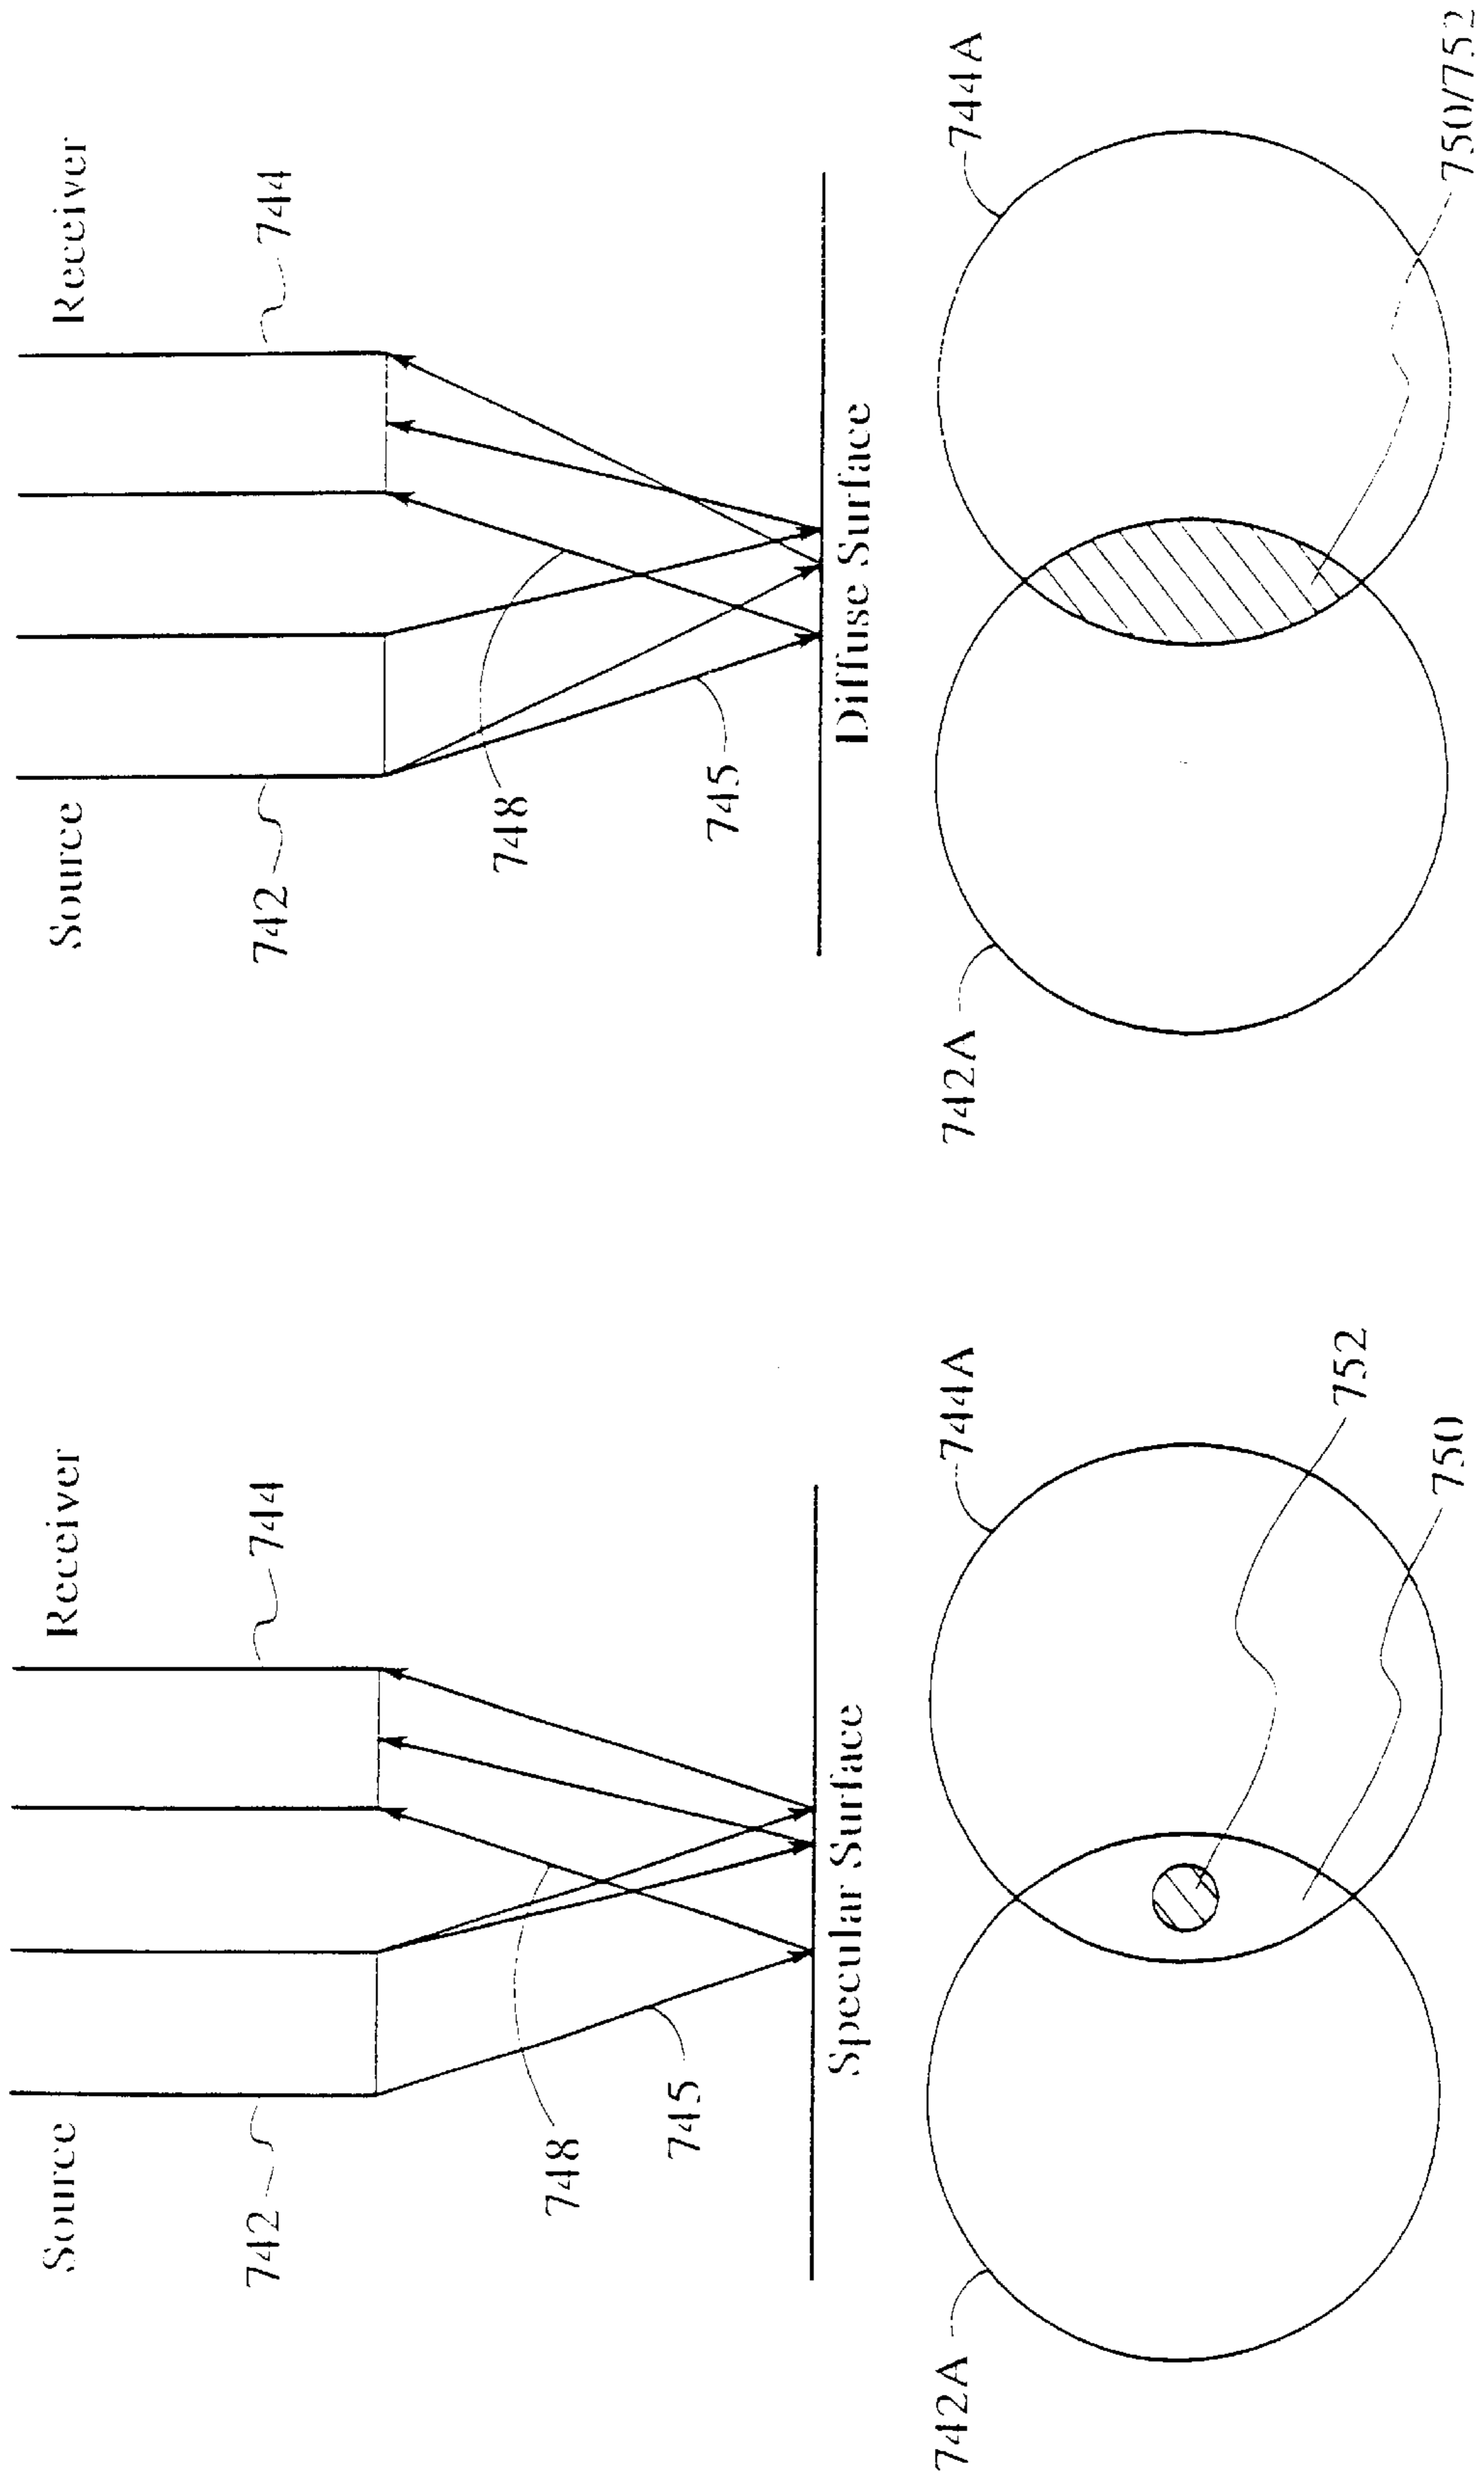 Source
Receiver
742
744
748
745
Specular Surface
742A
744A
752
750
Source
Receiver
742
744
748
745
Diffuse Surface
742A
744A
750/752